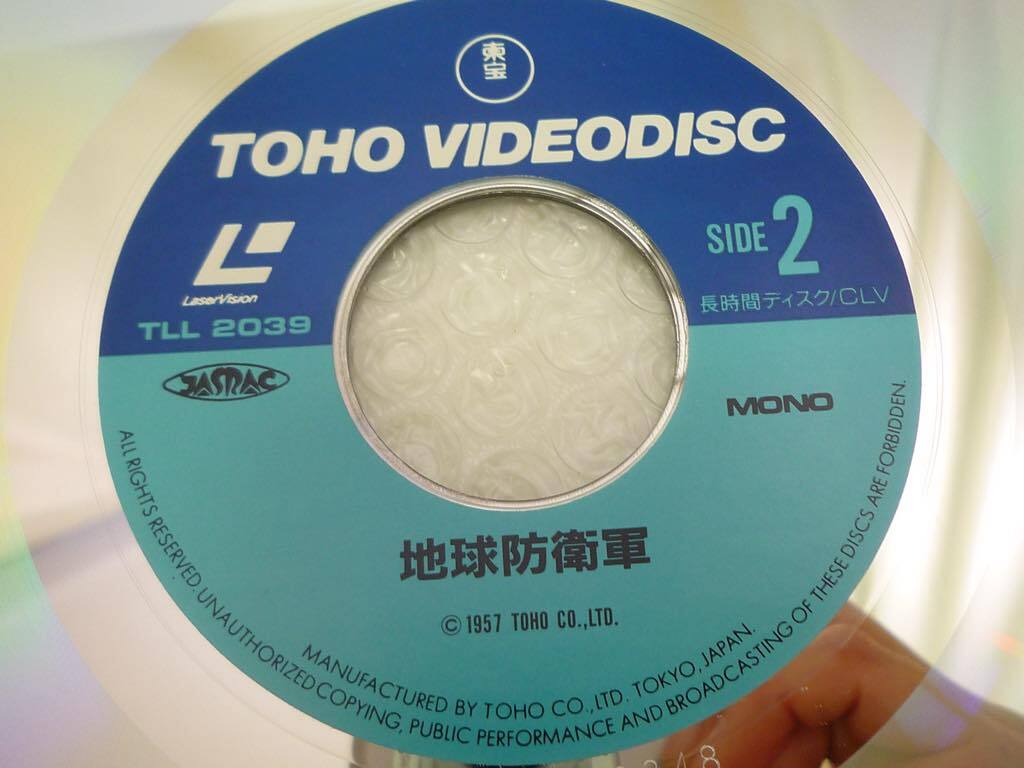 東宝
TOHO VIDEODISC
SIDE 2
LaserVision
長時間ディスク/CLV
TLL 2039
JASRAC
MONO
地球防衛軍
© 1957 TOHO CO.,LTD.
MANUFACTURED BY TOHO CO., LTD. TOKYO, JAPAN.
ALL RIGHTS RESERVED. UNAUTHORIZED COPYING, PUBLIC PERFORMANCE AND BROADCASTING OF THESE DISCS ARE FORBIDDEN.